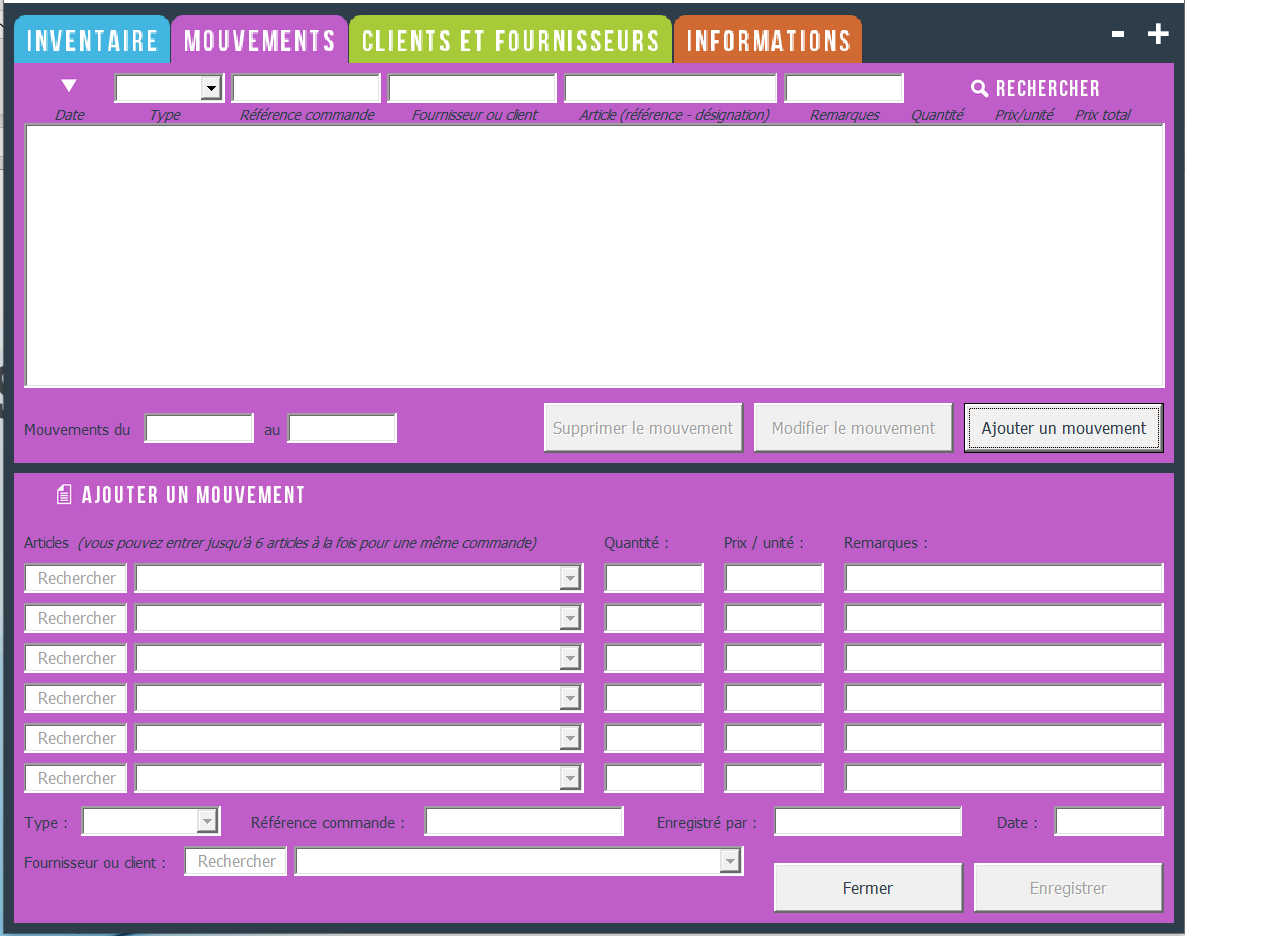 INVENTAIRE MOUVEMENTS CLIENTS ET FOURNISSEURS INFORMATIONS - +
RECHERCHER
Date Type Référence commande Fournisseur ou client Article (référence - désignation) Remarques Quantité Prix/unité Prix total
Mouvements du au Supprimer le mouvement Modifier le mouvement Ajouter un mouvement
AJOUTER UN MOUVEMENT
Articles (vous pouvez entrer jusqu'à 6 articles à la fois pour une même commande) Quantité : Prix / unité : Remarques :
Rechercher
Rechercher
Rechercher
Rechercher
Rechercher
Rechercher
Type : Référence commande : Enregistré par : Date :
Fournisseur ou client : Rechercher
Fermer Enregistrer